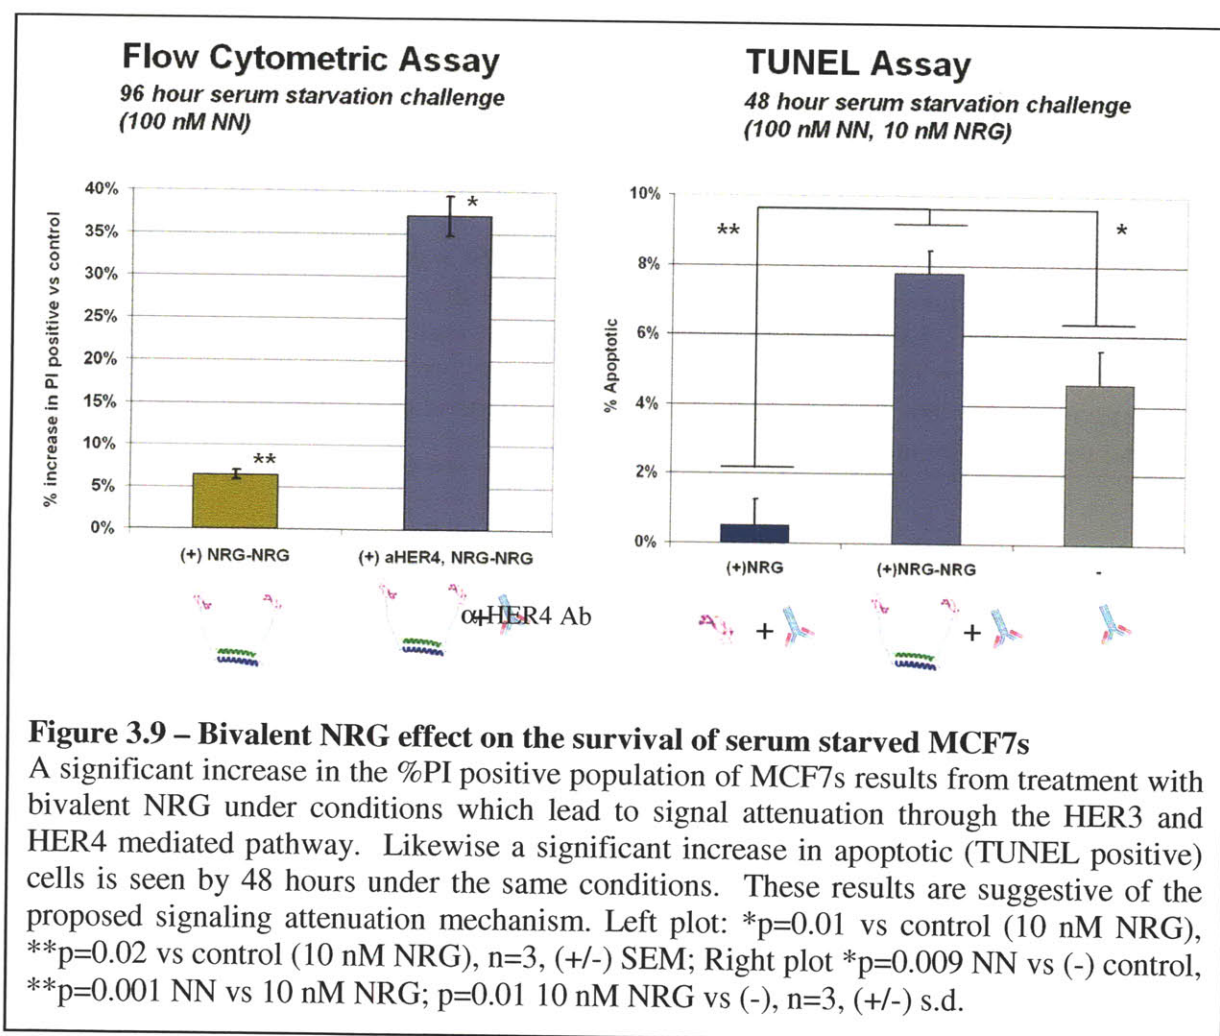 Flow Cytometric Assay
96 hour serum starvation challenge
(100 nM NN)
% increase in PI positive vs control
40%
35%
30%
25%
20%
15%
10%
5%
0%
*
**
(+) NRG-NRG
(+) aHER4, NRG-NRG
+
α-HER4 Ab
TUNEL Assay
48 hour serum starvation challenge
(100 nM NN, 10 nM NRG)
% Apoptotic
10%
8%
6%
4%
2%
0%
**
*
(+)NRG
(+)NRG-NRG
-
+
+
Figure 3.9 – Bivalent NRG effect on the survival of serum starved MCF7s
A significant increase in the %PI positive population of MCF7s results from treatment with
bivalent NRG under conditions which lead to signal attenuation through the HER3 and
HER4 mediated pathway. Likewise a significant increase in apoptotic (TUNEL positive)
cells is seen by 48 hours under the same conditions. These results are suggestive of the
proposed signaling attenuation mechanism. Left plot: *p=0.01 vs control (10 nM NRG),
**p=0.02 vs control (10 nM NRG), n=3, (+/-) SEM; Right plot *p=0.009 NN vs (-) control,
**p=0.001 NN vs 10 nM NRG; p=0.01 10 nM NRG vs (-), n=3, (+/-) s.d.